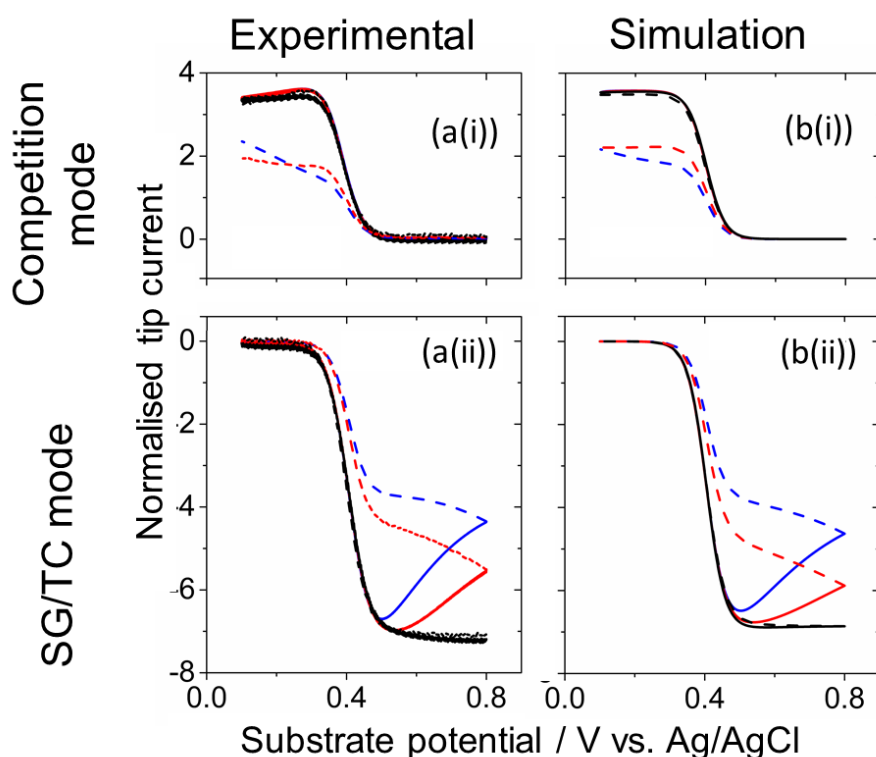 Experimental Simulation
Competition mode
4
2
0
(a(i))
(b(i))
Normalised tip current
SG/TC mode
0
-2
-4
-6
-8
(a(ii))
(b(ii))
0.0 0.4 0.8 0.0 0.4 0.8
Substrate potential / V vs. Ag/AgCl